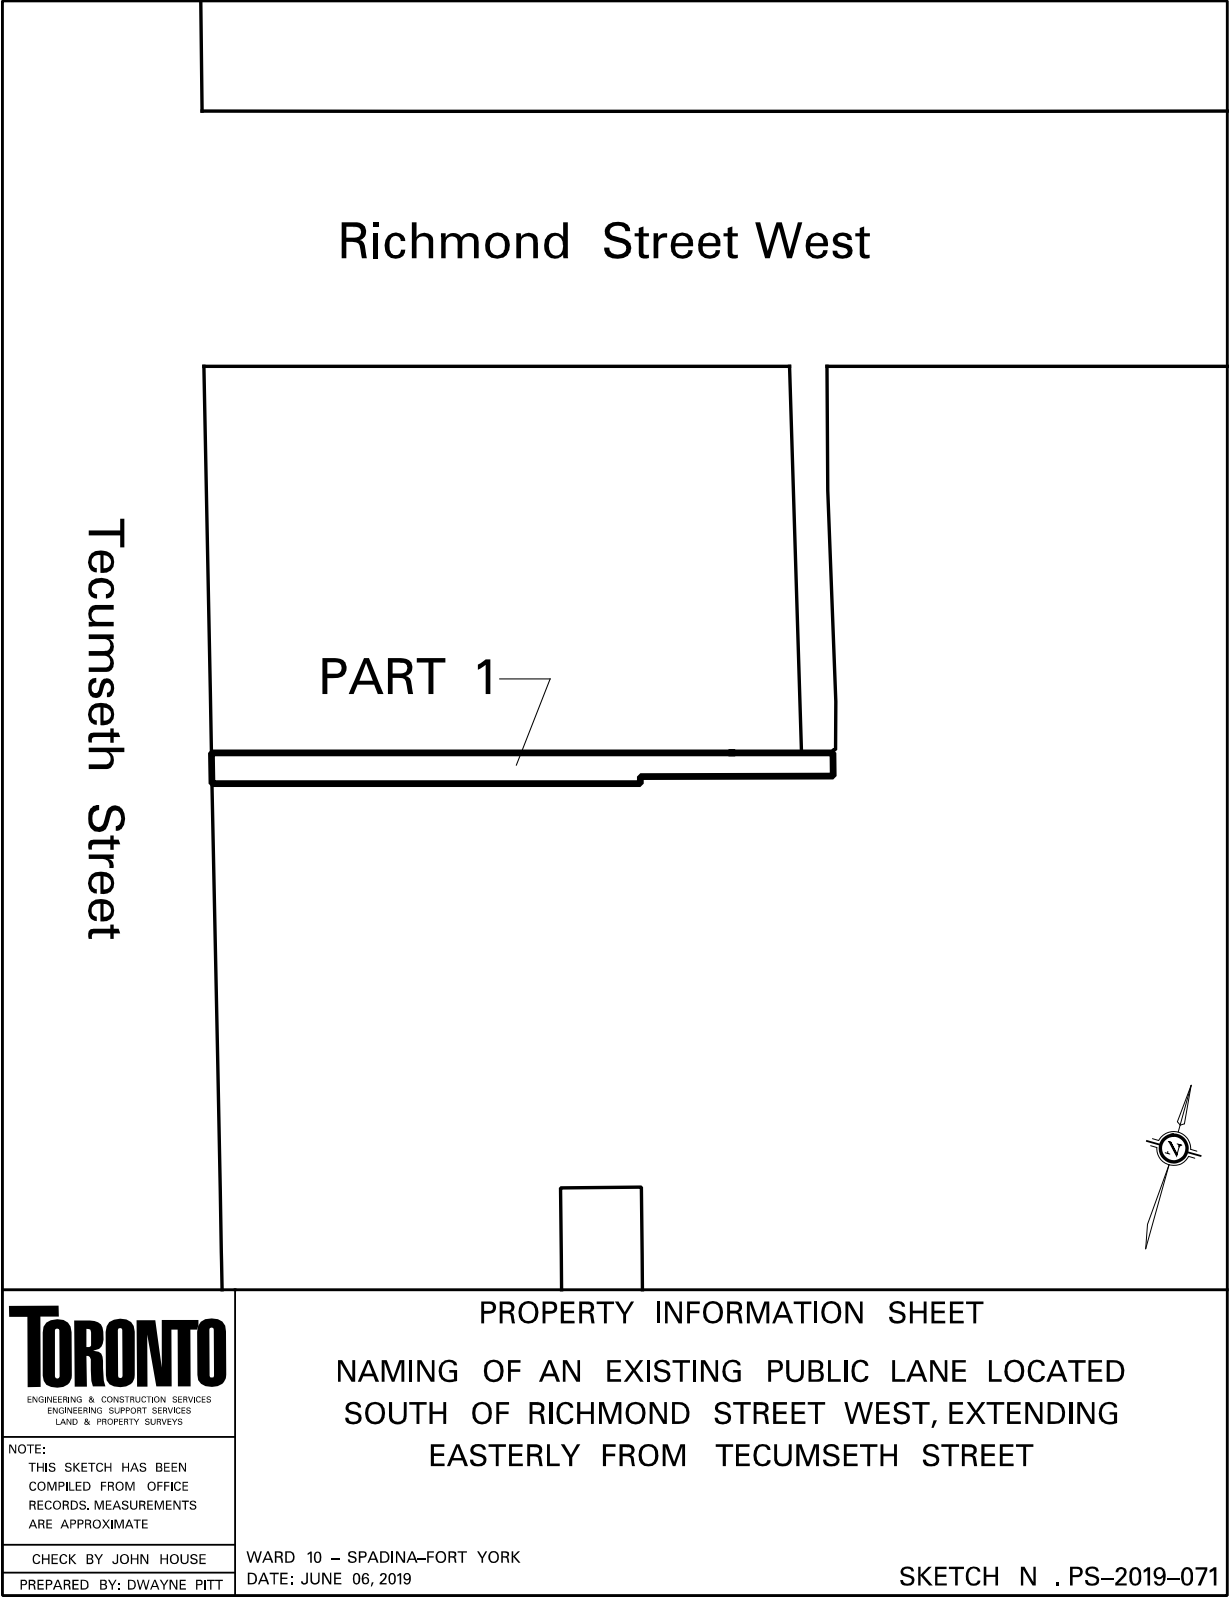 Richmond Street West
Tecumseth Street
PART 1
N
TORONTO
ENGINEERING & CONSTRUCTION SERVICES
ENGINEERING SUPPORT SERVICES
LAND & PROPERTY SURVEYS
NOTE:
THIS SKETCH HAS BEEN
COMPILED FROM OFFICE
RECORDS. MEASUREMENTS
ARE APPROXIMATE
CHECK BY JOHN HOUSE
PREPARED BY: DWAYNE PITT
PROPERTY INFORMATION SHEET
NAMING OF AN EXISTING PUBLIC LANE LOCATED
SOUTH OF RICHMOND STREET WEST, EXTENDING
EASTERLY FROM TECUMSETH STREET
WARD 10 – SPADINA–FORT YORK
DATE: JUNE 06, 2019
SKETCH N . PS–2019–071